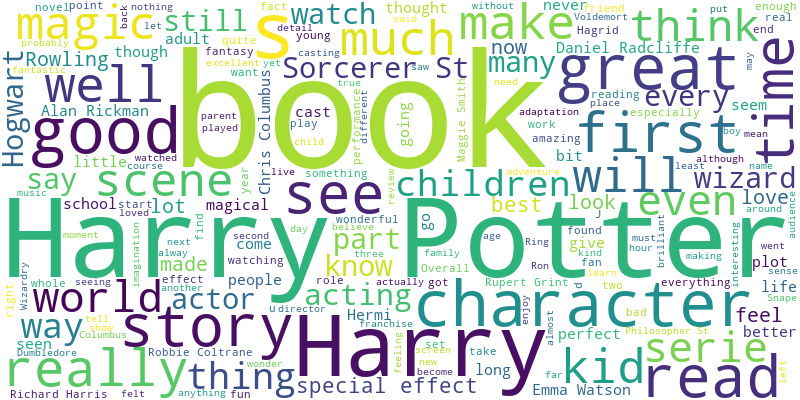 novel
point
back
nothing
let
still
watch
much
fact
some
friend
never
without
put
Voldemort
enough
real
Hagrid
end
magic
s
make
think
Rowling
adult
quite
said
thought
detail
young
probably
though
fantasy
yet
casting
saw
now
Daniel Radcliffe
excellent
fantastic
want
Sorcerer St
many
great
time
may
Hogwart
well
book
need
Alan Rickman
Chris Columbus
true
reading
place
every
seem
especially
adaptation
parent
played
cast
play
performance
different
going
Maggie Smith
work
first
boy
mean
good
watched
course
child
amazing
bit
although
little
live
adventure
least
name
say
scene
year
something
review
children
will
wizard
music
school
start
loved
magical
see
best
look
J
even
love
around
audience
moment
lot
wonderful
go
found
give
Harry Potter
imagination
next
alway
find
second
come
day
believe
three
part
family
age
Ring
kind
fan
must
hour
brilliant
making
interesting
plot
went
sense
whole
seeing
made
effect
another
watching
know
Overall
Ron
learn
everything
Snape
right
Wizardry
world
actor
people
role
actually
got
Rupert Grint
d
two
life
acting
u
director
Hermi
franchise
character
enjoy
almost
bad
feel
Philosopher St
better
way
tell
show
Columbus
story
Harry
perfect
serie
seen
Dumbledore
Robbie Coltrane
feeling
set
screen
new
become
take
long
far
kid
read
left
really
thing
wonder
special effect
Emma Watson
Richard Harris
felt
anything
fun